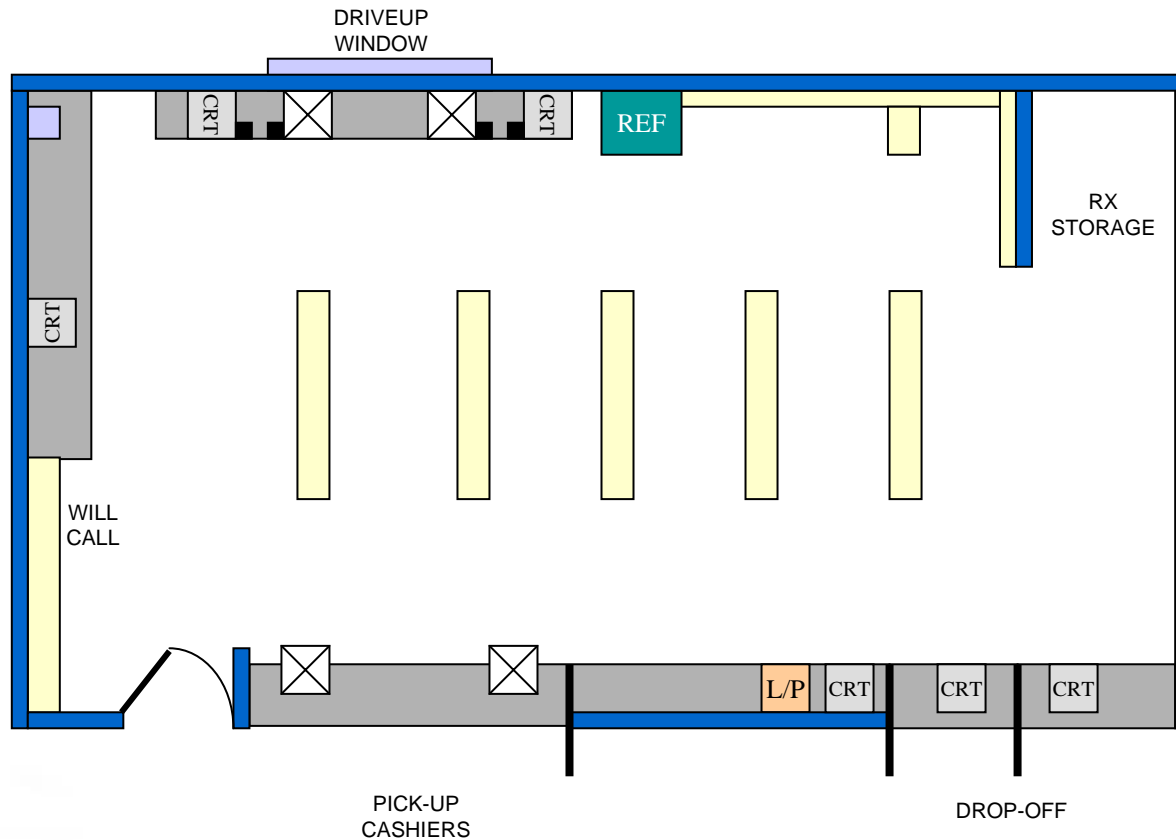 DRIVEUP
WINDOW
CRT
CRT
REF
RX
STORAGE
CRT
WILL
CALL
L/P
CRT
CRT
CRT
PICK-UP
CASHIERS
DROP-OFF